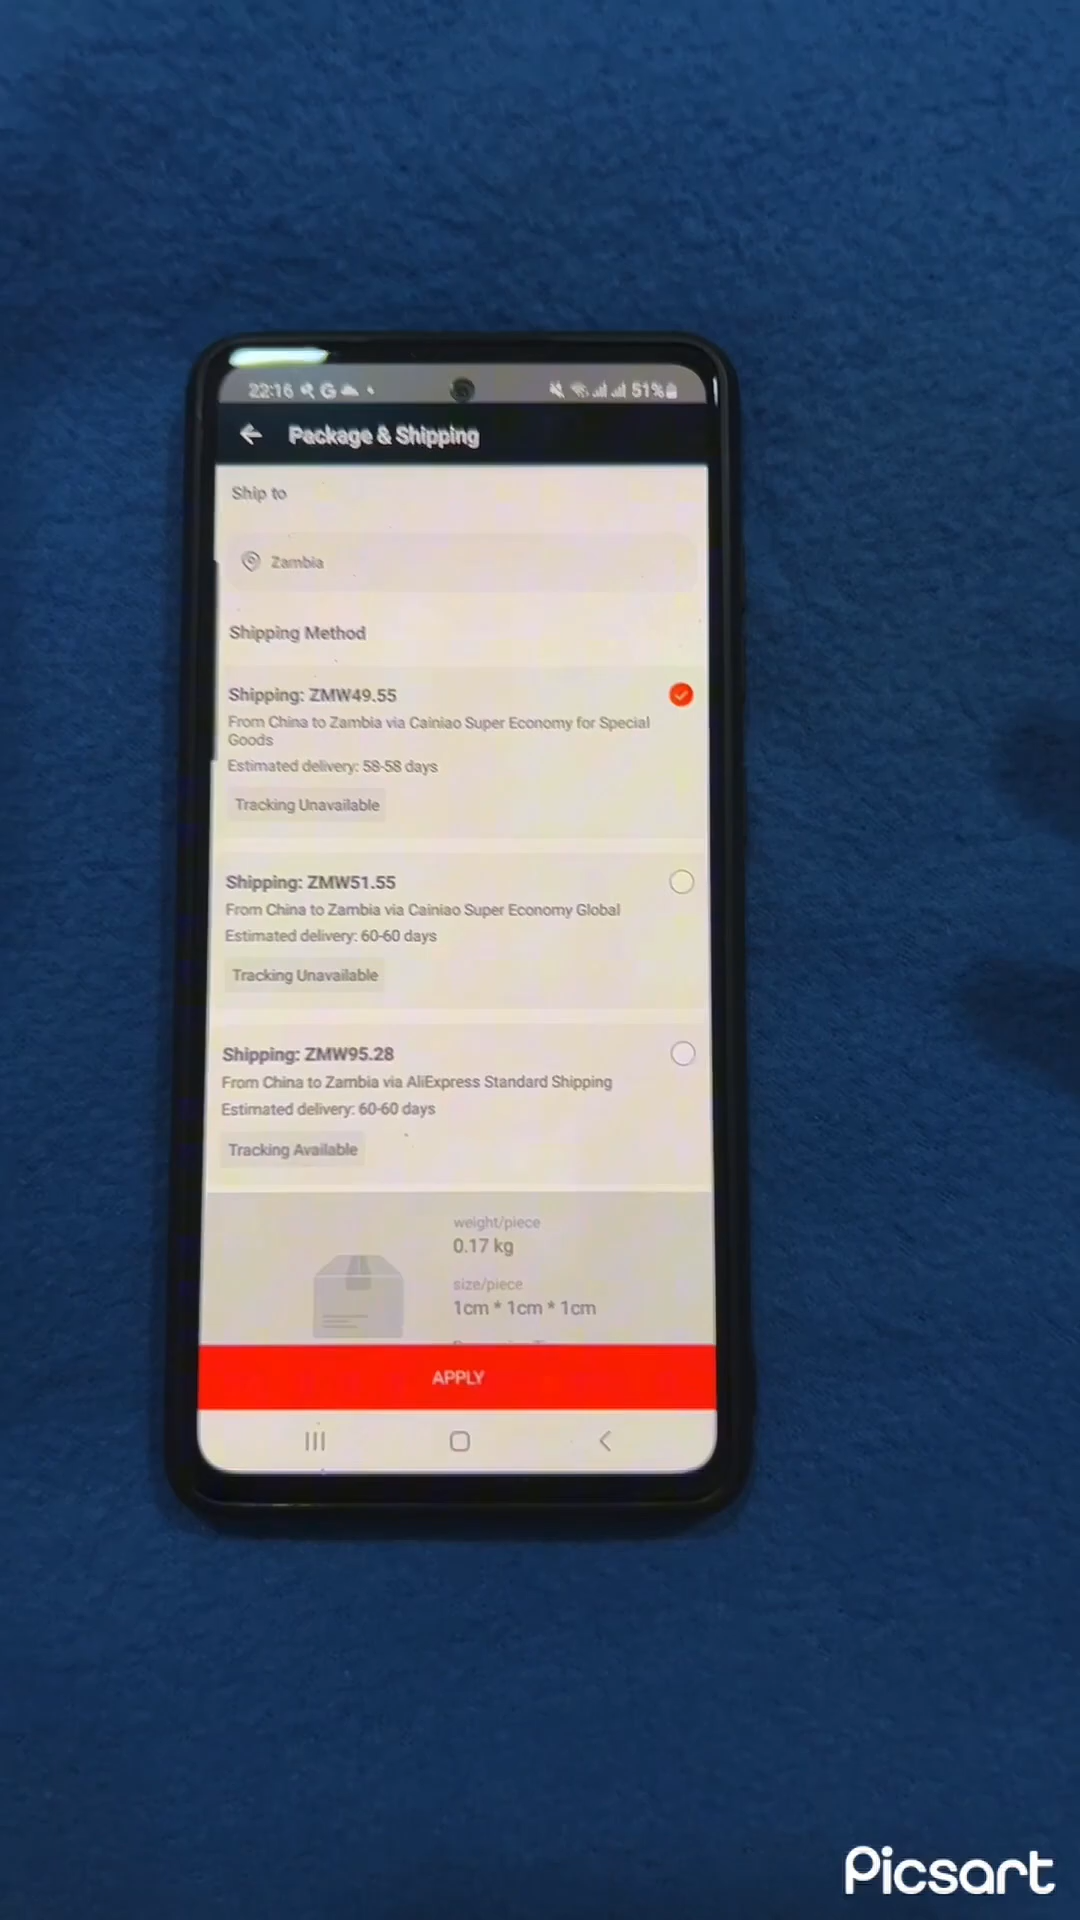 22:16 G 51%
Package & Shipping
Ship to
Zambia
Shipping Method
Shipping: ZMW49.55
From China to Zambia via Cainiao Super Economy for Special
Goods
Estimated delivery: 58-58 days
Tracking Unavailable
Shipping: ZMW51.55
From China to Zambia via Cainiao Super Economy Global
Estimated delivery: 60-60 days
Tracking Unavailable
Shipping: ZMW95.28
From China to Zambia via AliExpress Standard Shipping
Estimated delivery: 60-60 days
Tracking Available
weight/piece
0.17 kg
size/piece
1cm * 1cm * 1cm
APPLY
Picsart